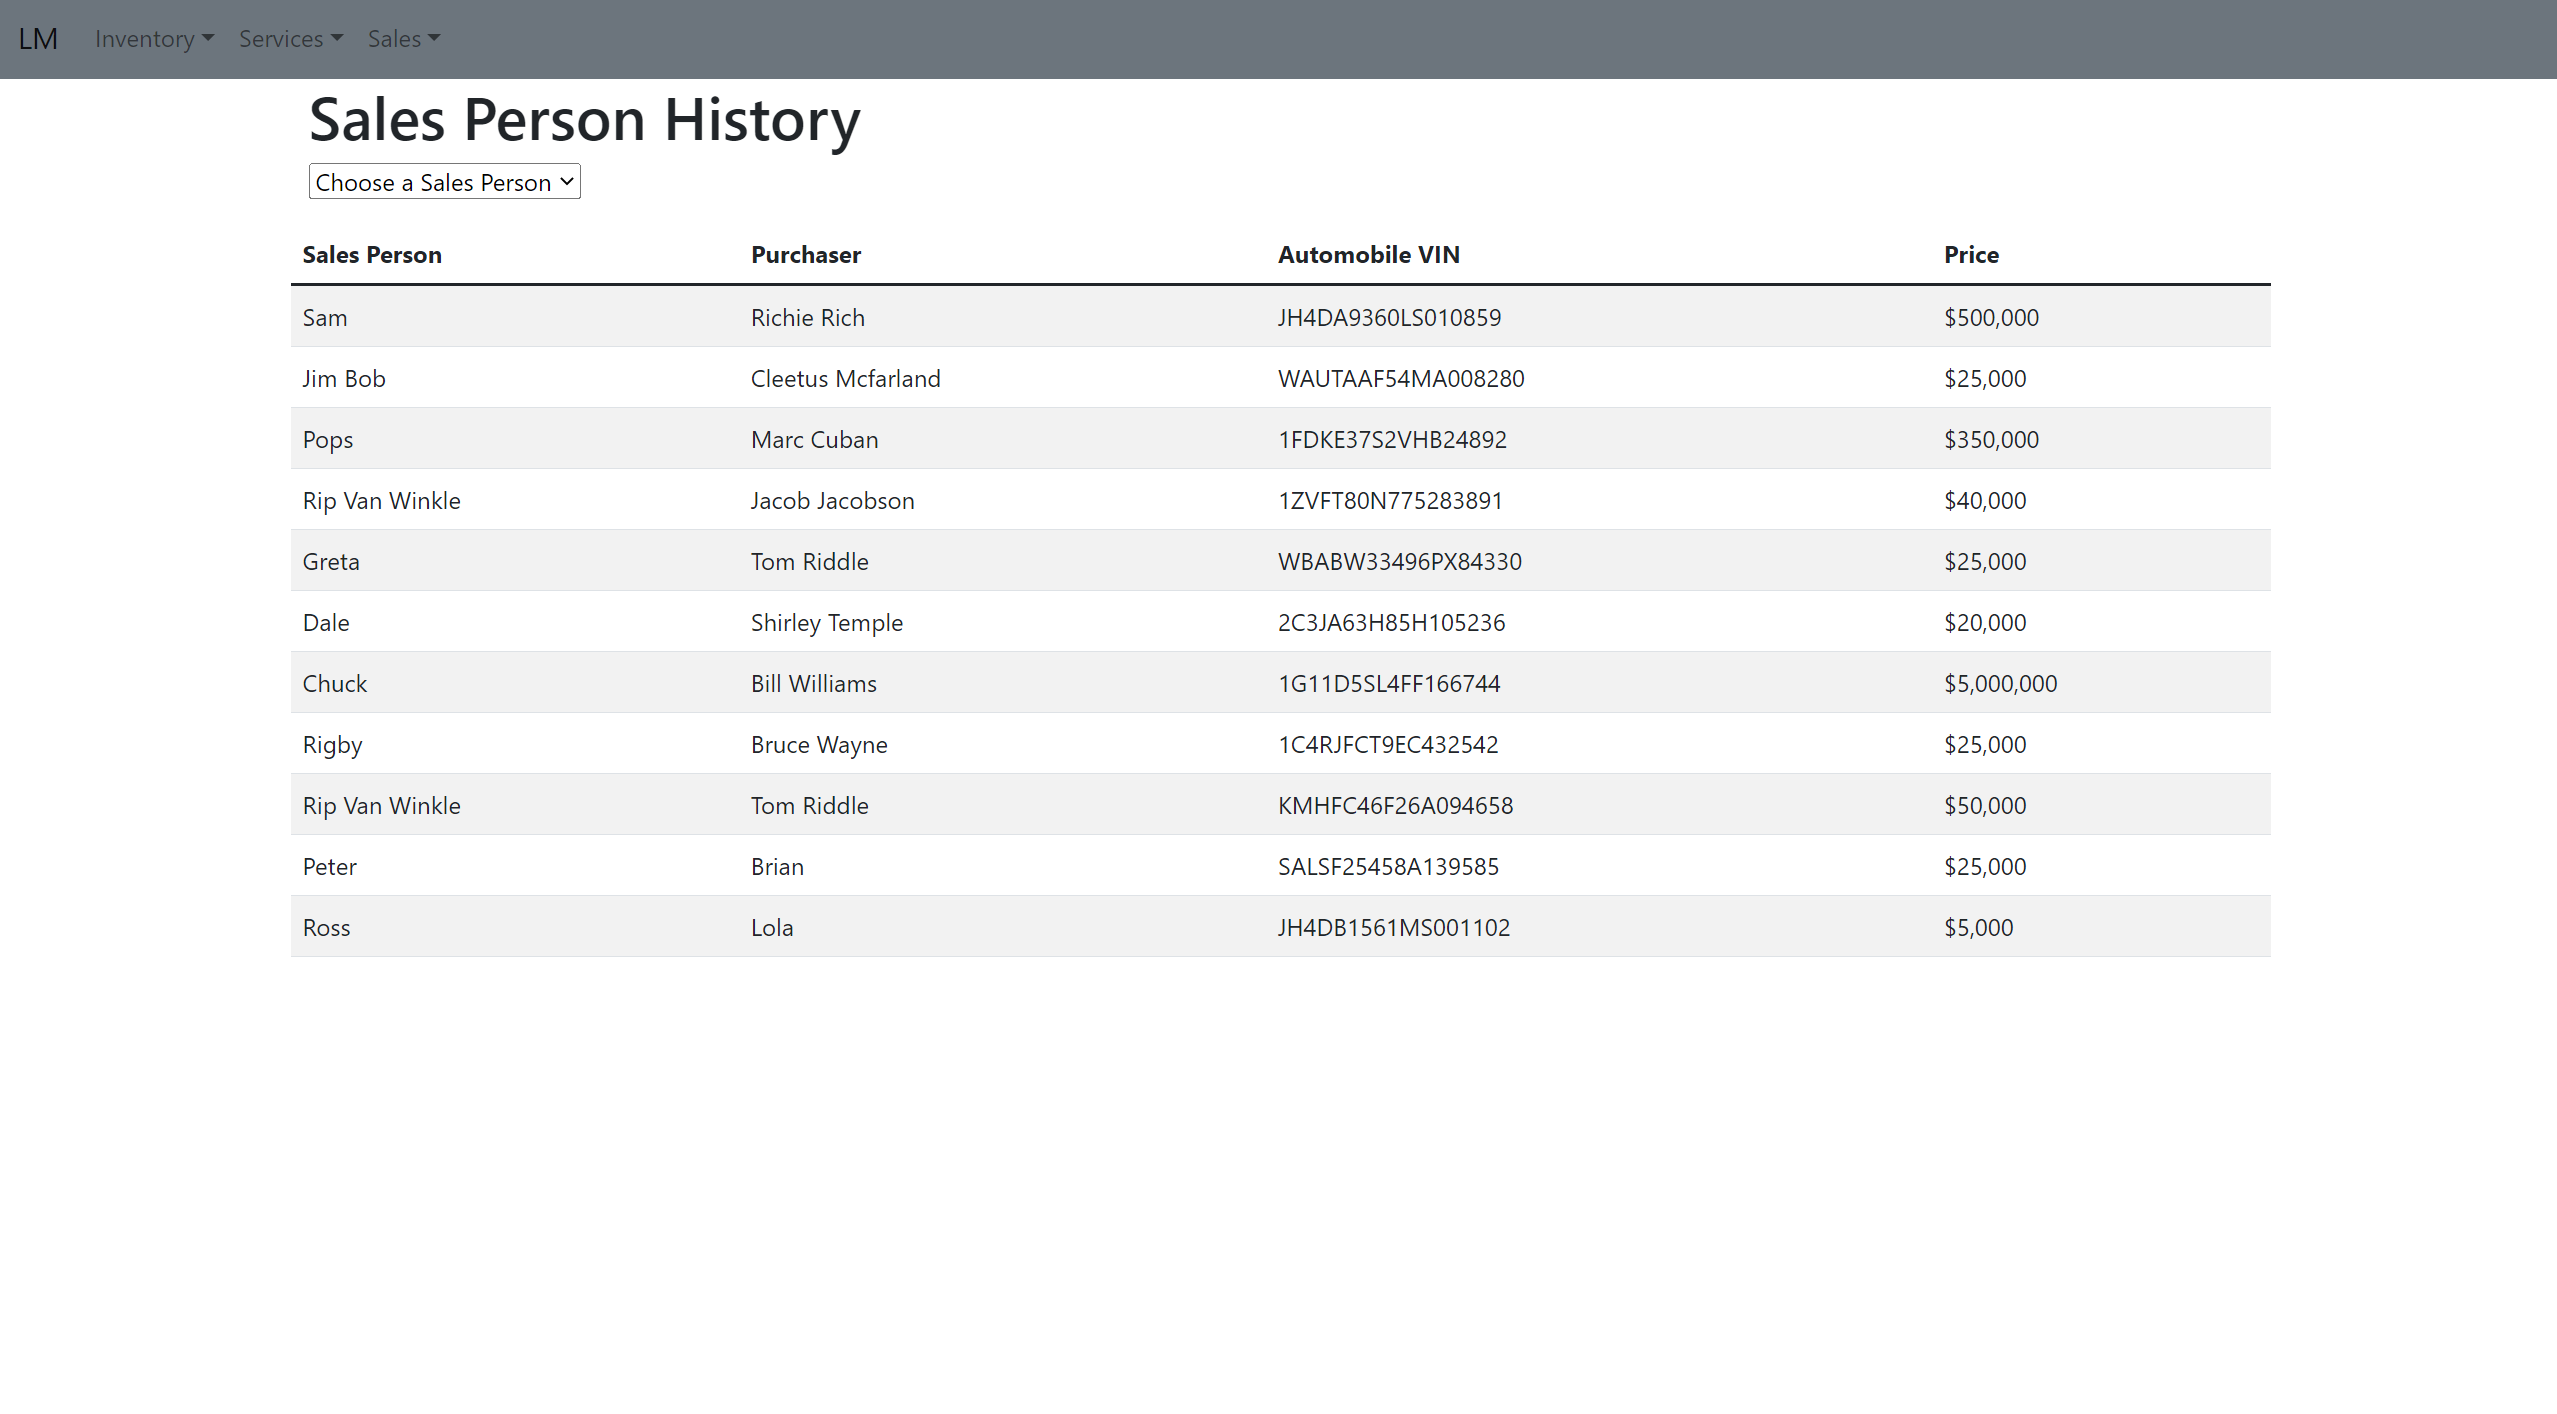 LM Inventory Services Sales
Sales Person History
Choose a Sales Person
Sales Person Purchaser Automobile VIN Price
Sam Richie Rich JH4DA9360LS010859 $500,000
Jim Bob Cleetus Mcfarland WAUTAAF54MA008280 $25,000
Pops Marc Cuban 1FDKE37S2VHB24892 $350,000
Rip Van Winkle Jacob Jacobson 1ZVFT80N775283891 $40,000
Greta Tom Riddle WBABW33496PX84330 $25,000
Dale Shirley Temple 2C3JA63H85H105236 $20,000
Chuck Bill Williams 1G11D5SL4FF166744 $5,000,000
Rigby Bruce Wayne 1C4RJFCT9EC432542 $25,000
Rip Van Winkle Tom Riddle KMHFC46F26A094658 $50,000
Peter Brian SALSF25458A139585 $25,000
Ross Lola JH4DB1561MS001102 $5,000